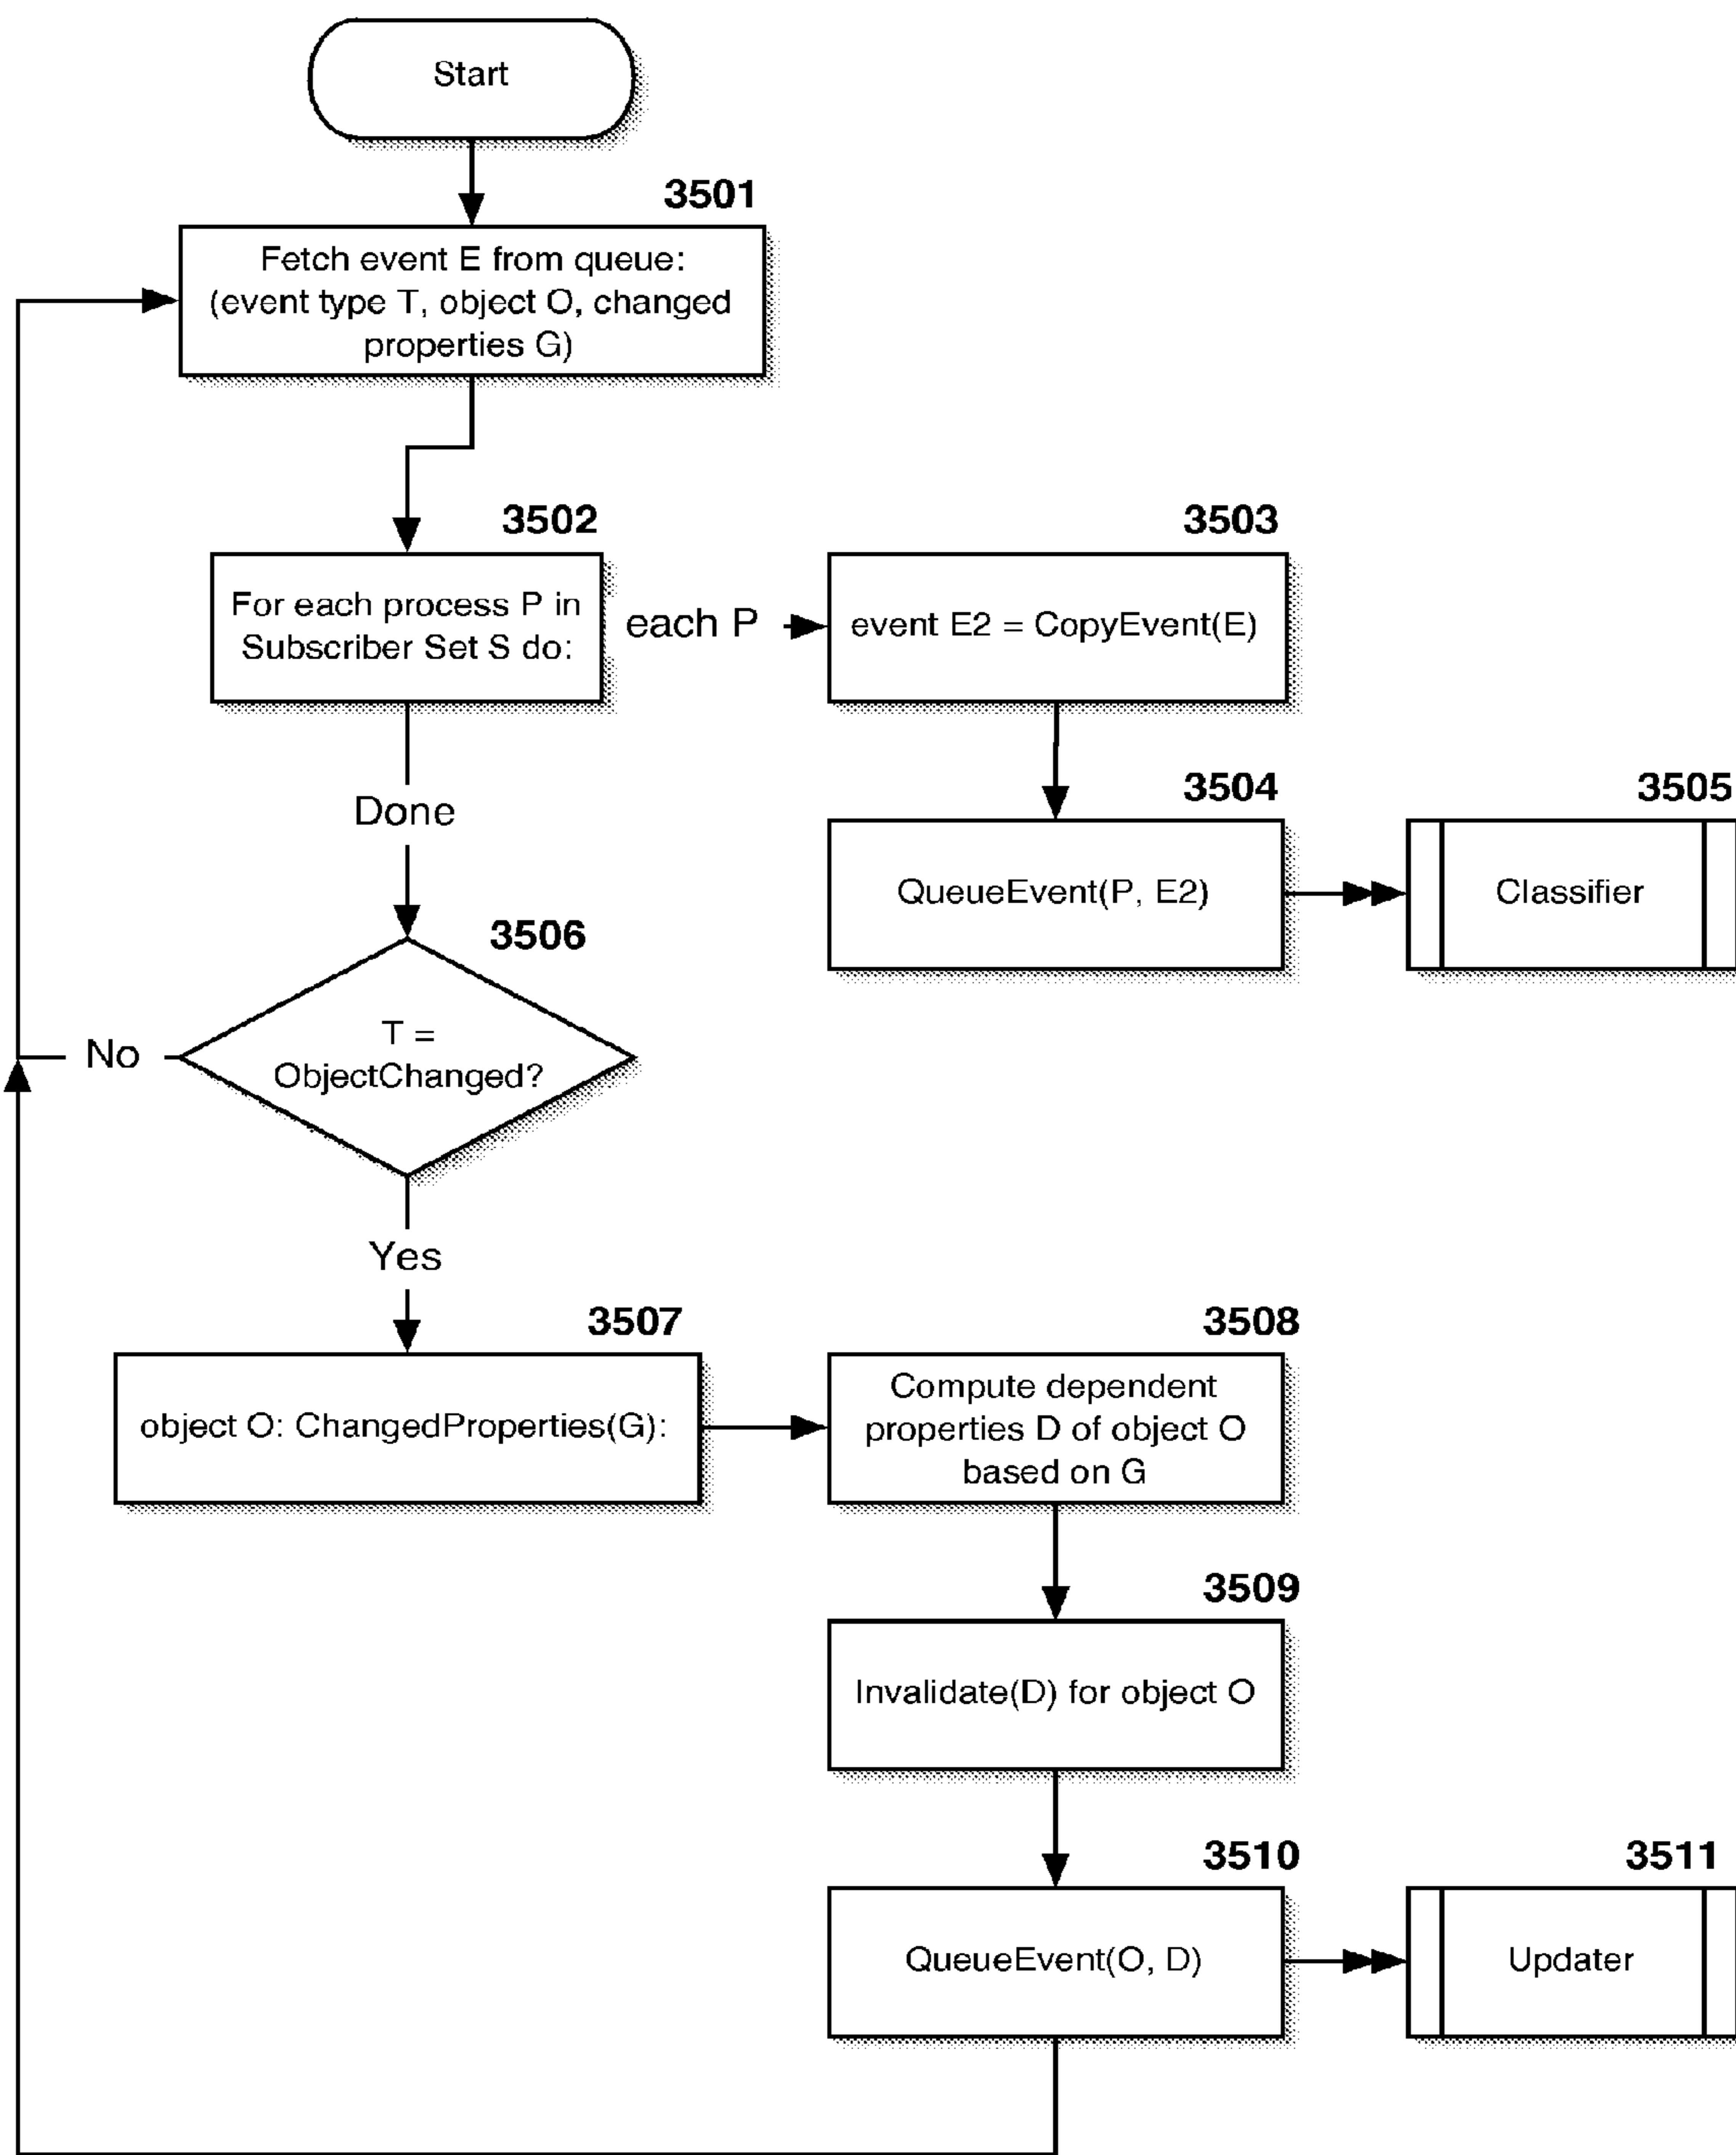 Start
3501
Fetch event E from queue:
(event type T, object O, changed
properties G)
3502
For each process P in
Subscriber Set S do:
each P
3503
event E2 = CopyEvent(E)
3504
QueueEvent(P, E2)
3505
Classifier
Done
3506
T =
ObjectChanged?
No
Yes
3507
object O: ChangedProperties(G):
3508
Compute dependent
properties D of object O
based on G
3509
Invalidate(D) for object O
3510
QueueEvent(O, D)
3511
Updater